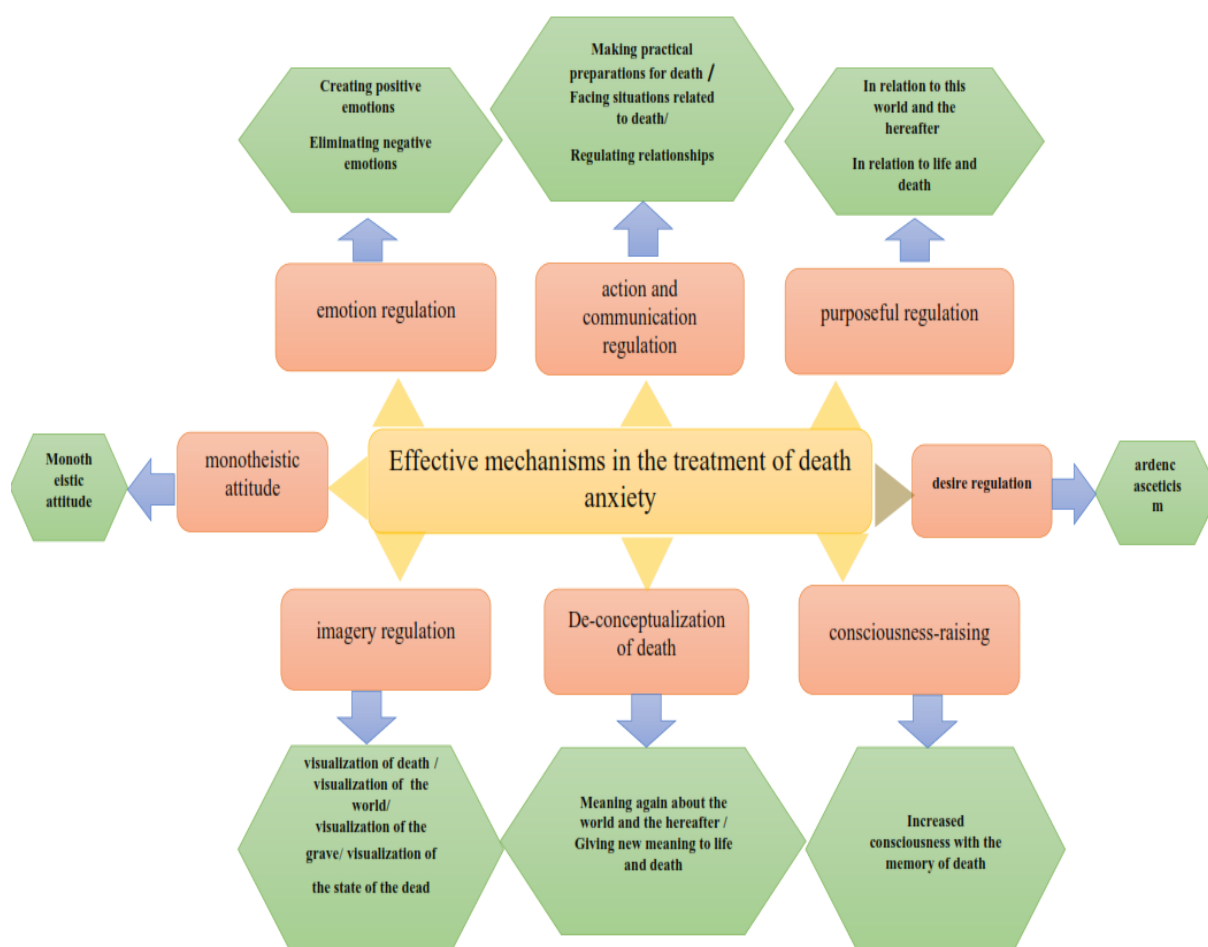 Creating positive
emotions
Eliminating negative
emotions
Making practical
preparations for death /
Facing situations related
to death/
Regulating relationships
In relation to this
world and the
hereafter
In relation to life and
death
emotion regulation
action and
communication
regulation
purposeful regulation
Monoth
eistic
attitude
monotheistic
attitude
Effective mechanisms in the treatment of death
anxiety
desire regulation
ardenc
asceticis
m
imagery regulation
De-conceptualization
of death
consciousness-raising
visualization of death /
visualization of the
world/
visualization of the
grave/ visualization of
the state of the dead
Meaning again about the
world and the hereafter /
Giving new meaning to life
and death
Increased
consciousness with the
memory of death